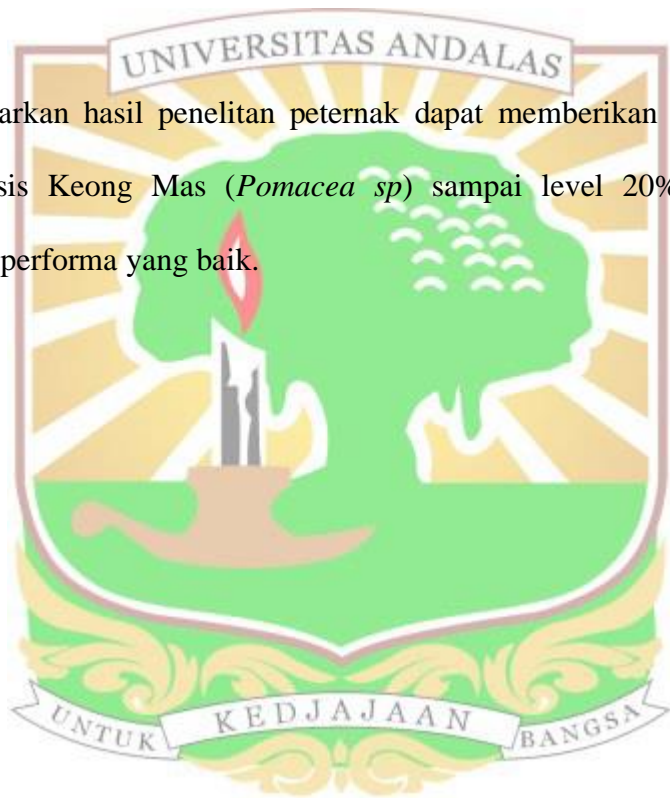 UNIVERSITAS ANDALAS
arkan hasil penelitan peternak dapat memberikan
sis Keong Mas (Pomacea sp) sampai level 20%
performa yang baik.
UNTUK KEDJAJAAN BANGSA